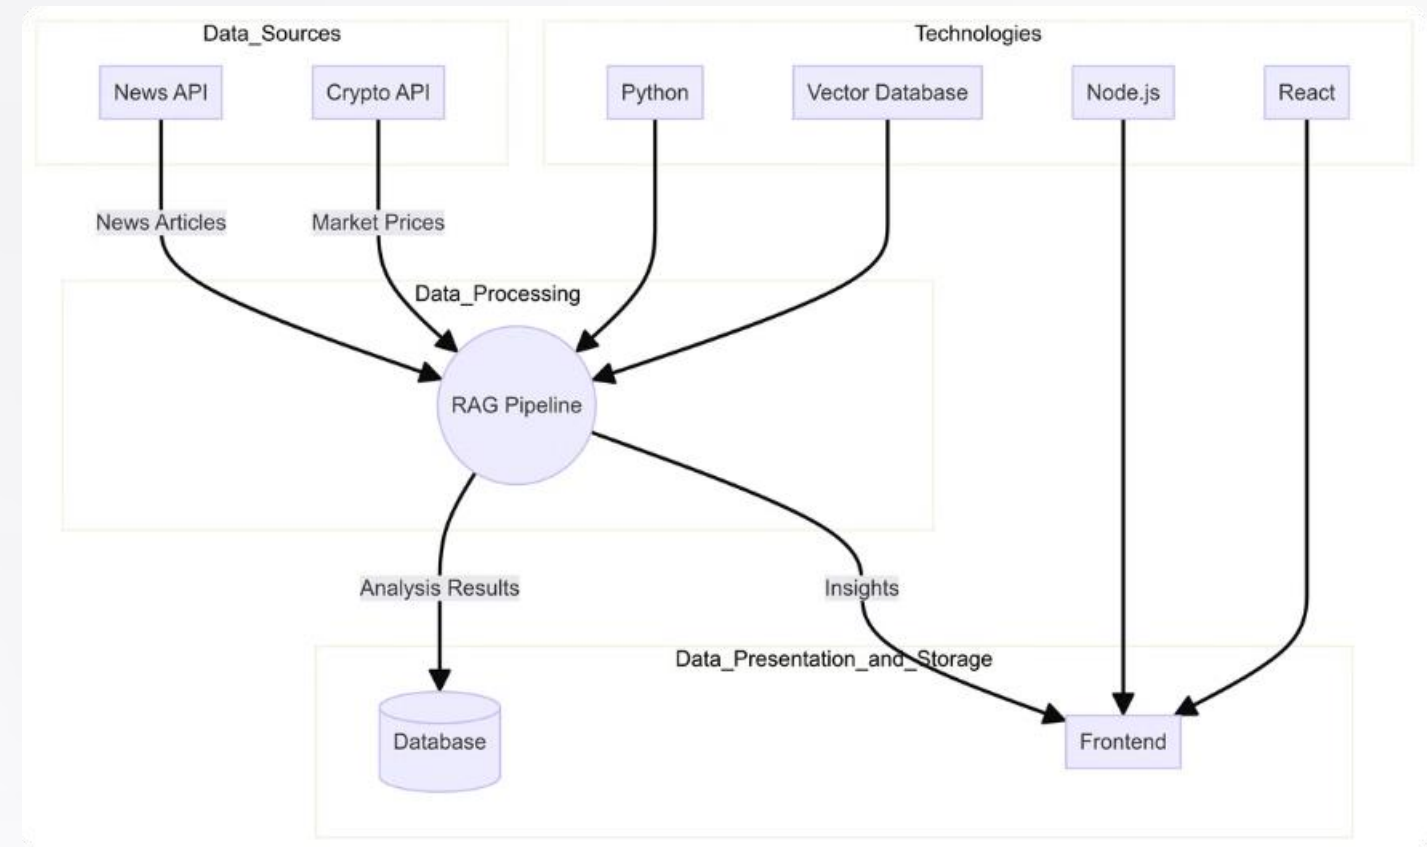 Data_Sources
Technologies
News API
Crypto API
Python
Vector Database
Node.js
React
News Articles
Market Prices
Data_Processing
RAG Pipeline
Analysis Results
Insights
Data_Presentation_and_Storage
Database
Frontend